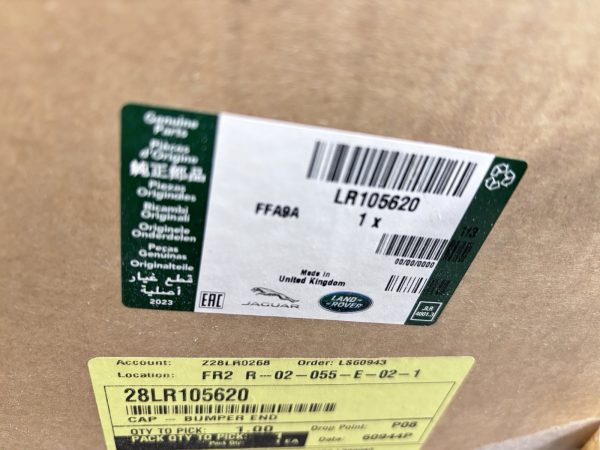 Genuine
Parts
Pièces
d'Origine
純正部品
Piezas
Originales
Ricambi
Originali
Originele
Onderdelen
Peças
Genuínas
Originalteile
قطع غيار
أصلية
2023
LR105620
FFA9A
1 x
113
00/00/0000
Made in
United Kingdom
EAC
JAGUAR
LAND-
ROVER
JLR
Account: Z28LR0268 Order: LS60943
Location: FR2 R-02-055-E-02-1
28LR105620
CAP - BUMPER END
QTY TO PICK: 1.00 Drop Point: P08
PACK QTY TO PICK: 1 EA Date: 60944P